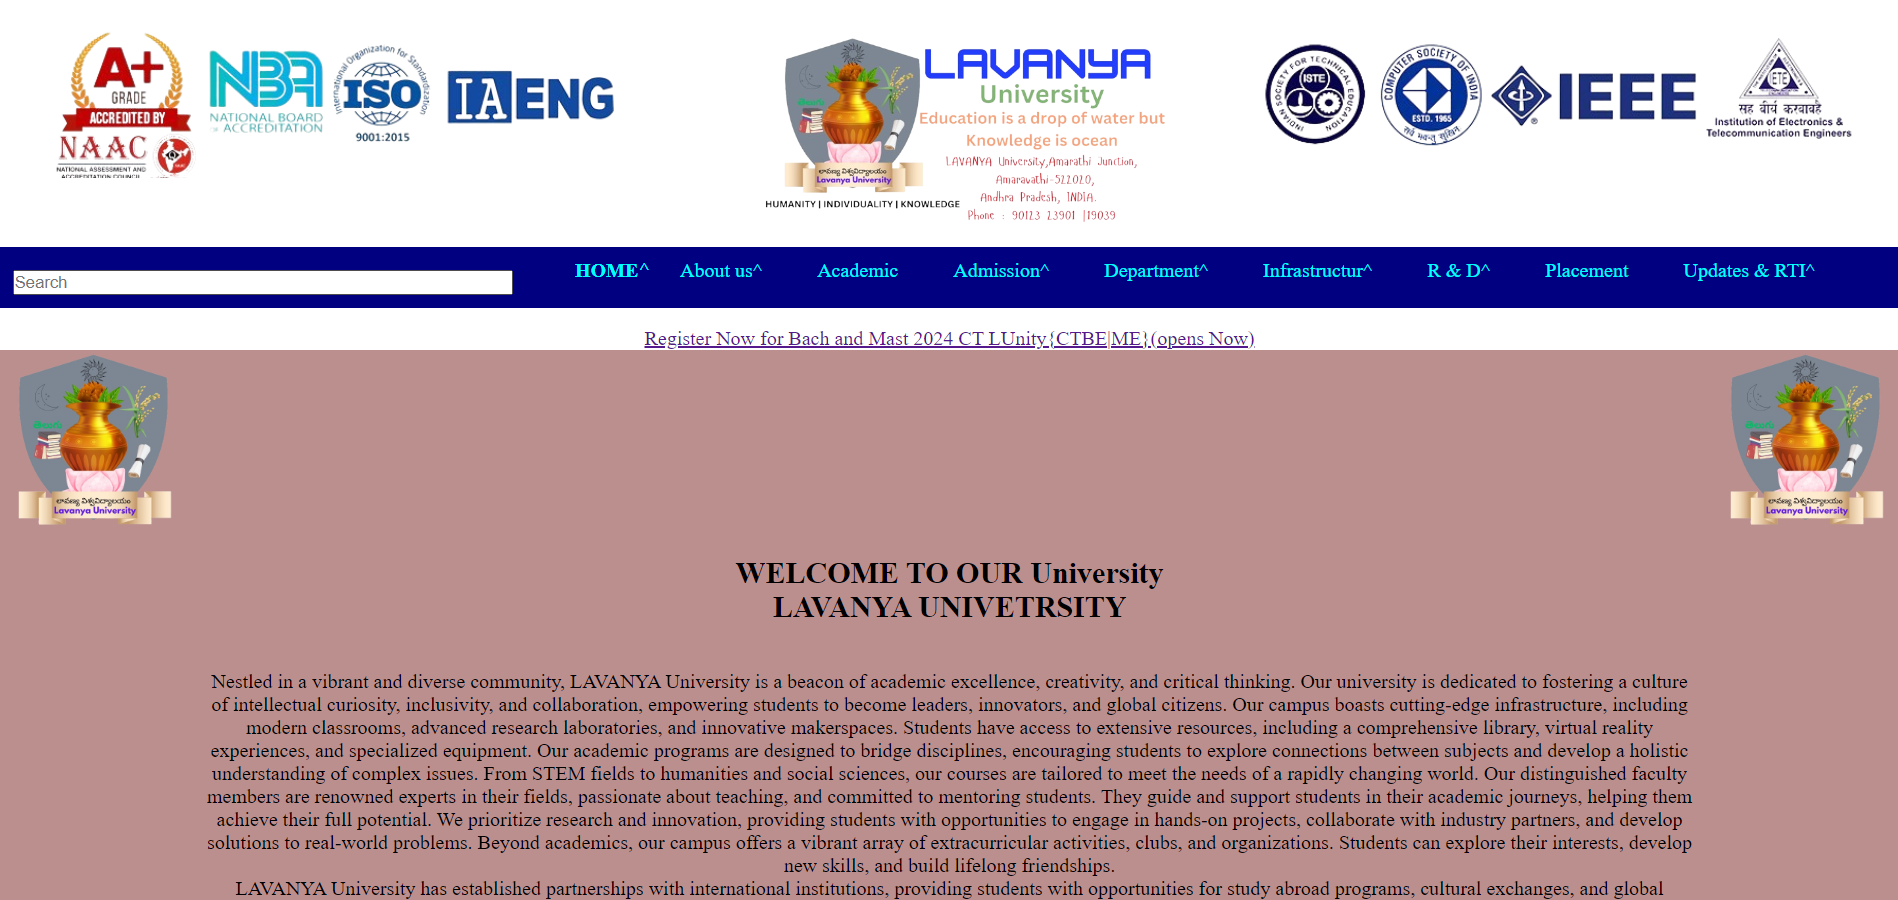 A+
GRADE
ACCREDITED BY
NAAC
NATIONAL ASSESSMENT AND
ACCREDITATION COUNCIL
NBA
NATIONAL BOARD
ACCREDITATION
International Organization for Standardization
ISO
9001:2015
IAENG
లావణ్య విశ్వవిద్యాలయం
Lavanya University
HUMANITY | INDIVIDUALITY | KNOWLEDGE
LAVANYA
University
Education is a drop of water but
Knowledge is ocean
LAVANYA University,Amarathi Junction,
Amaravathi-522020,
Andhra Pradesh, INDIA.
Phone : 90123 23901 |19039
INDIAN SOCIETY FOR TECHNICAL EDUCATION
ISTE
COMPUTER SOCIETY OF INDIA
ESTD. 1965
IEEE
®
IETE
सह वीर्यं करवावहै
Institution of Electronics &
Telecommunication Engineers
Search
HOME^ About us^ Academic Admission^ Department^ Infrastructur^ R & D^ Placement Updates & RTI^
Register Now for Bach and Mast 2024 CT LUnity{CTBE|ME}(opens Now)
లావణ్య విశ్వవిద్యాలయం
Lavanya University
లావణ్య విశ్వవిద్యాలయం
Lavanya University
WELCOME TO OUR University
LAVANYA UNIVETRSITY
Nestled in a vibrant and diverse community, LAVANYA University is a beacon of academic excellence, creativity, and critical thinking. Our university is dedicated to fostering a culture
of intellectual curiosity, inclusivity, and collaboration, empowering students to become leaders, innovators, and global citizens. Our campus boasts cutting-edge infrastructure, including
modern classrooms, advanced research laboratories, and innovative makerspaces. Students have access to extensive resources, including a comprehensive library, virtual reality
experiences, and specialized equipment. Our academic programs are designed to bridge disciplines, encouraging students to explore connections between subjects and develop a holistic
understanding of complex issues. From STEM fields to humanities and social sciences, our courses are tailored to meet the needs of a rapidly changing world. Our distinguished faculty
members are renowned experts in their fields, passionate about teaching, and committed to mentoring students. They guide and support students in their academic journeys, helping them
achieve their full potential. We prioritize research and innovation, providing students with opportunities to engage in hands-on projects, collaborate with industry partners, and develop
solutions to real-world problems. Beyond academics, our campus offers a vibrant array of extracurricular activities, clubs, and organizations. Students can explore their interests, develop
new skills, and build lifelong friendships.
LAVANYA University has established partnerships with international institutions, providing students with opportunities for study abroad programs, cultural exchanges, and global